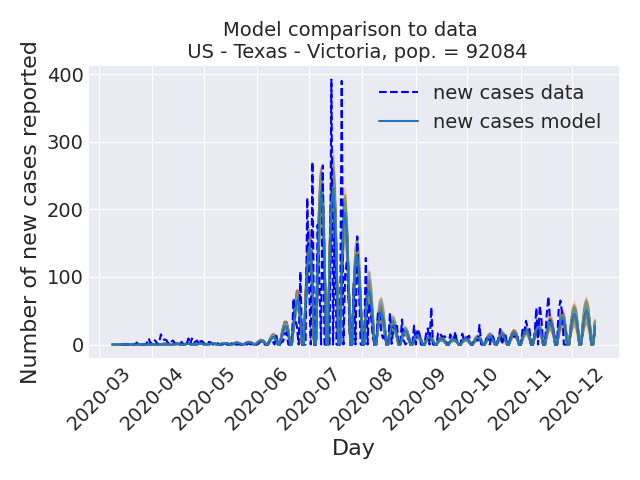 Model comparison to data
US - Texas - Victoria, pop. = 92084
Number of new cases reported
400
300
200
100
0
new cases data
new cases model
2020-03
2020-04
2020-05
2020-06
2020-07
2020-08
2020-09
2020-10
2020-11
2020-12
Day